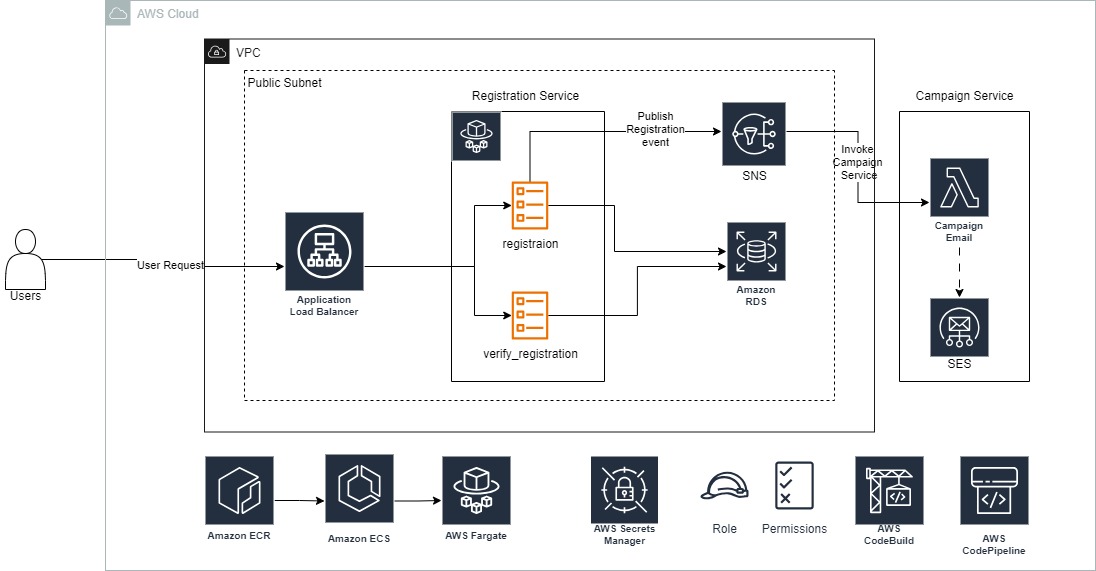 AWS Cloud
VPC
Public Subnet
Registration Service
Campaign Service
Publish
Registration
event
SNS
Invoke
Campaign
Service
registraion
Campaign
Email
User Request
Users
Application
Load Balancer
Amazon
RDS
verify_registration
SES
Amazon ECR
Amazon ECS
AWS Fargate
AWS Secrets
Manager
Role
Permissions
AWS
CodeBuild
AWS
CodePipeline